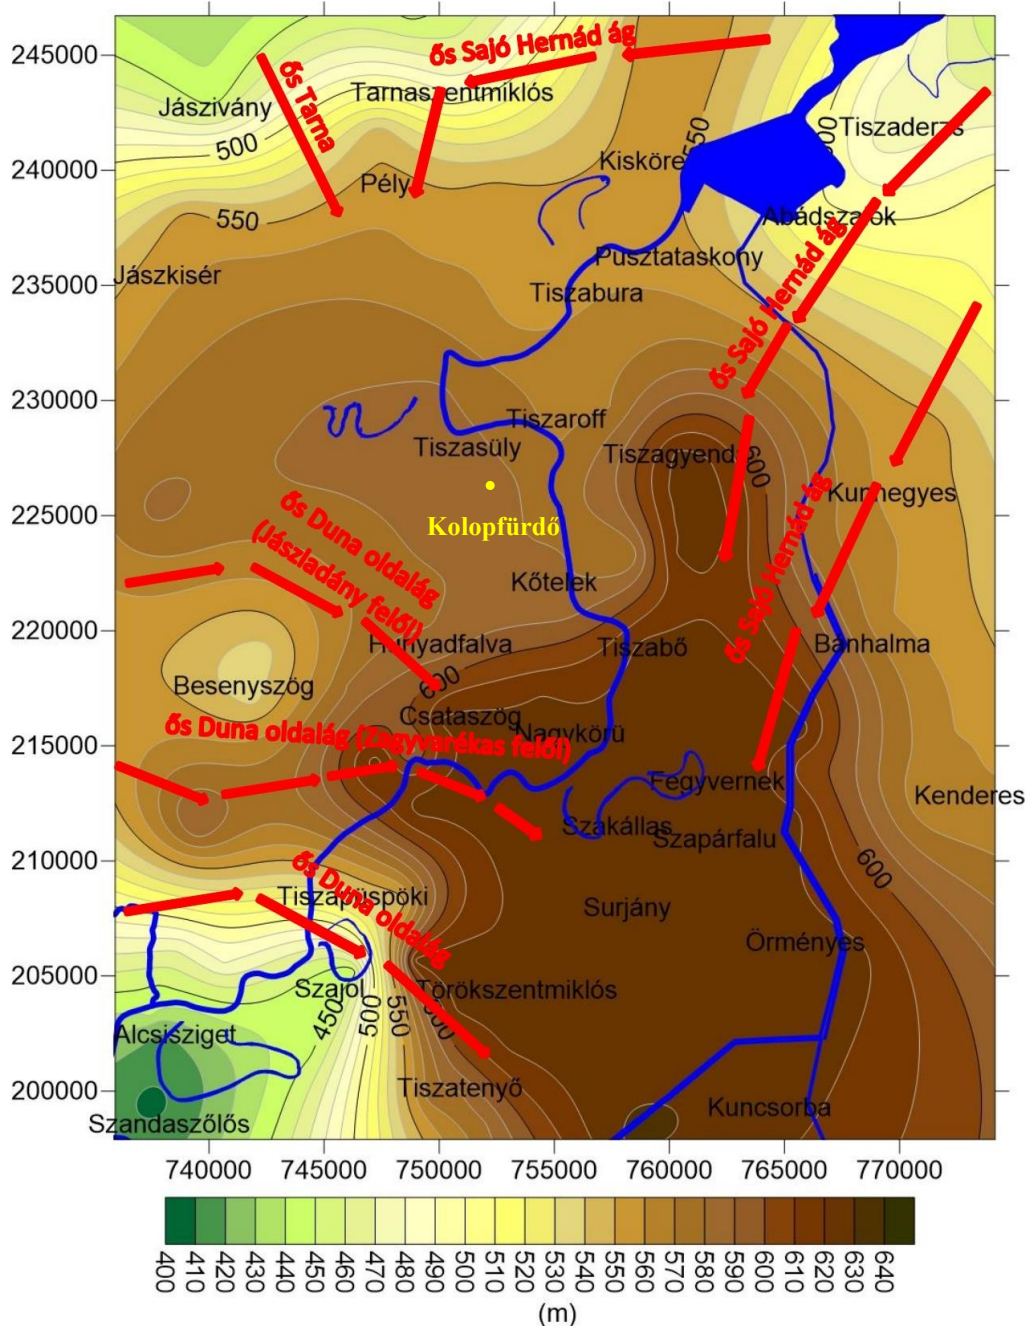 245000
240000
235000
230000
225000
220000
215000
210000
205000
200000
ős Sajó Hernád ág
ős Tarna
Jászivány
Tarnaszentmiklós
500
550
500
Tiszaderzs
Kisköre
Pély
550
Abádszalók
Pusztataskony
Jászkisér
Tiszabura
ős Sajó Hernád ág
Tiszaroff
Tiszasüly
Tiszagyenda
600
Kunhegyes
Kolopfürdő
ős Duna oldalág
(Jászladány felől)
ős Sajó Hernád ág
Kőtelek
Hunyadfalva
Tiszabő
Bánhalma
Besenyszög
600
Csataszög
Nagykörü
ős Duna oldalág (Zagyvarékas felől)
Fegyvernek
Kenderes
Szakállas
Szapárfalu
600
ős Duna oldalág
Tiszapüspöki
Surjány
Örményes
Szajol
Törökszentmiklós
450
500
550
600
Alcsisziget
Tiszatenyő
Kuncsorba
Szandaszőlős
740000 745000 750000 755000 760000 765000 770000
400 410 420 430 440 450 460 470 480 490 500 510 520 530 540 550 560 570 580 590 600 610 620 630 640
(m)